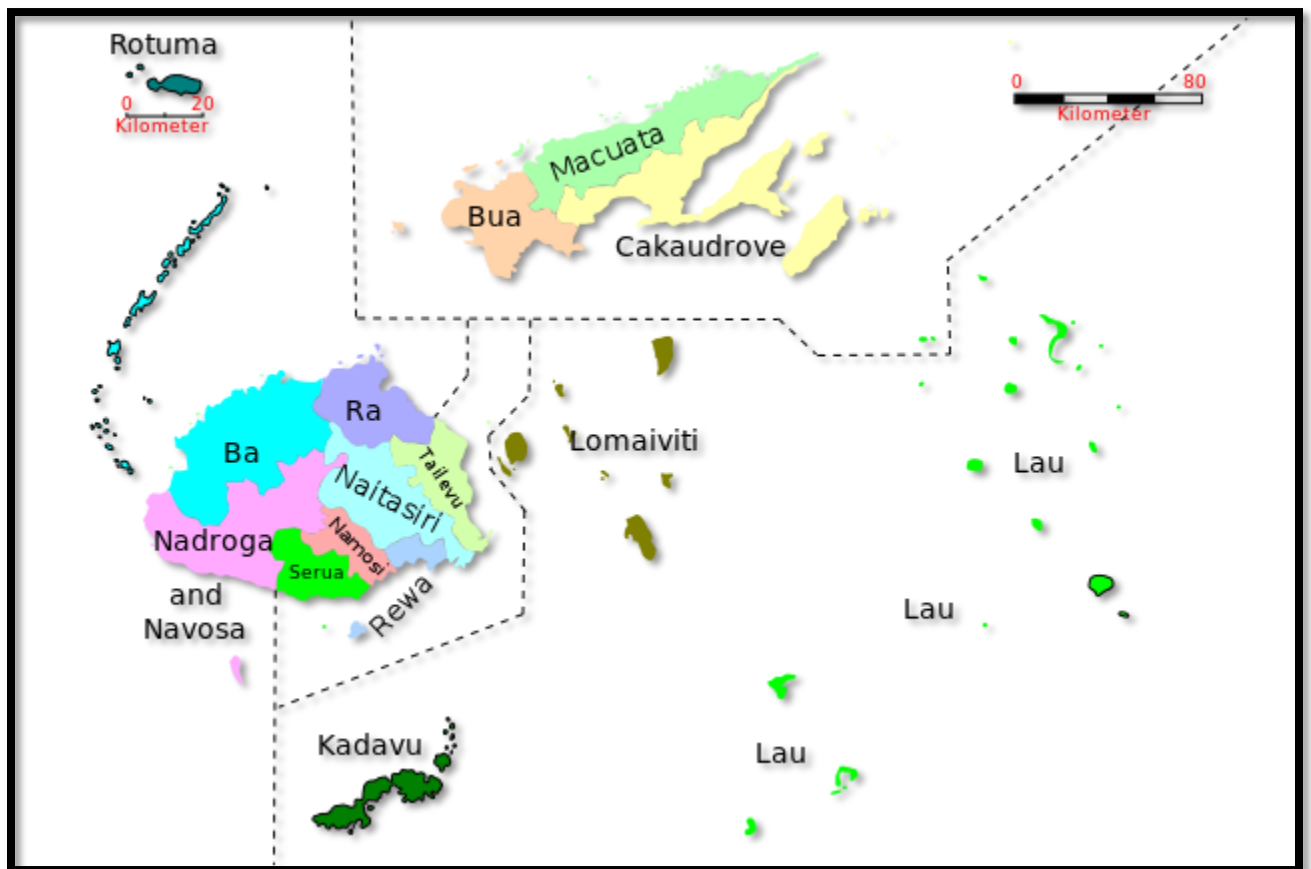 Rotuma
0 20
Kilometer
0 80
Kilometer
Macuata
Bua
Cakaudrove
Ra
Ba
Tailevu
Naitasiri
Lomaiviti
Lau
Nadroga
and
Navosa
Namosi
Serua
Rewa
Lau
Kadavu
Lau